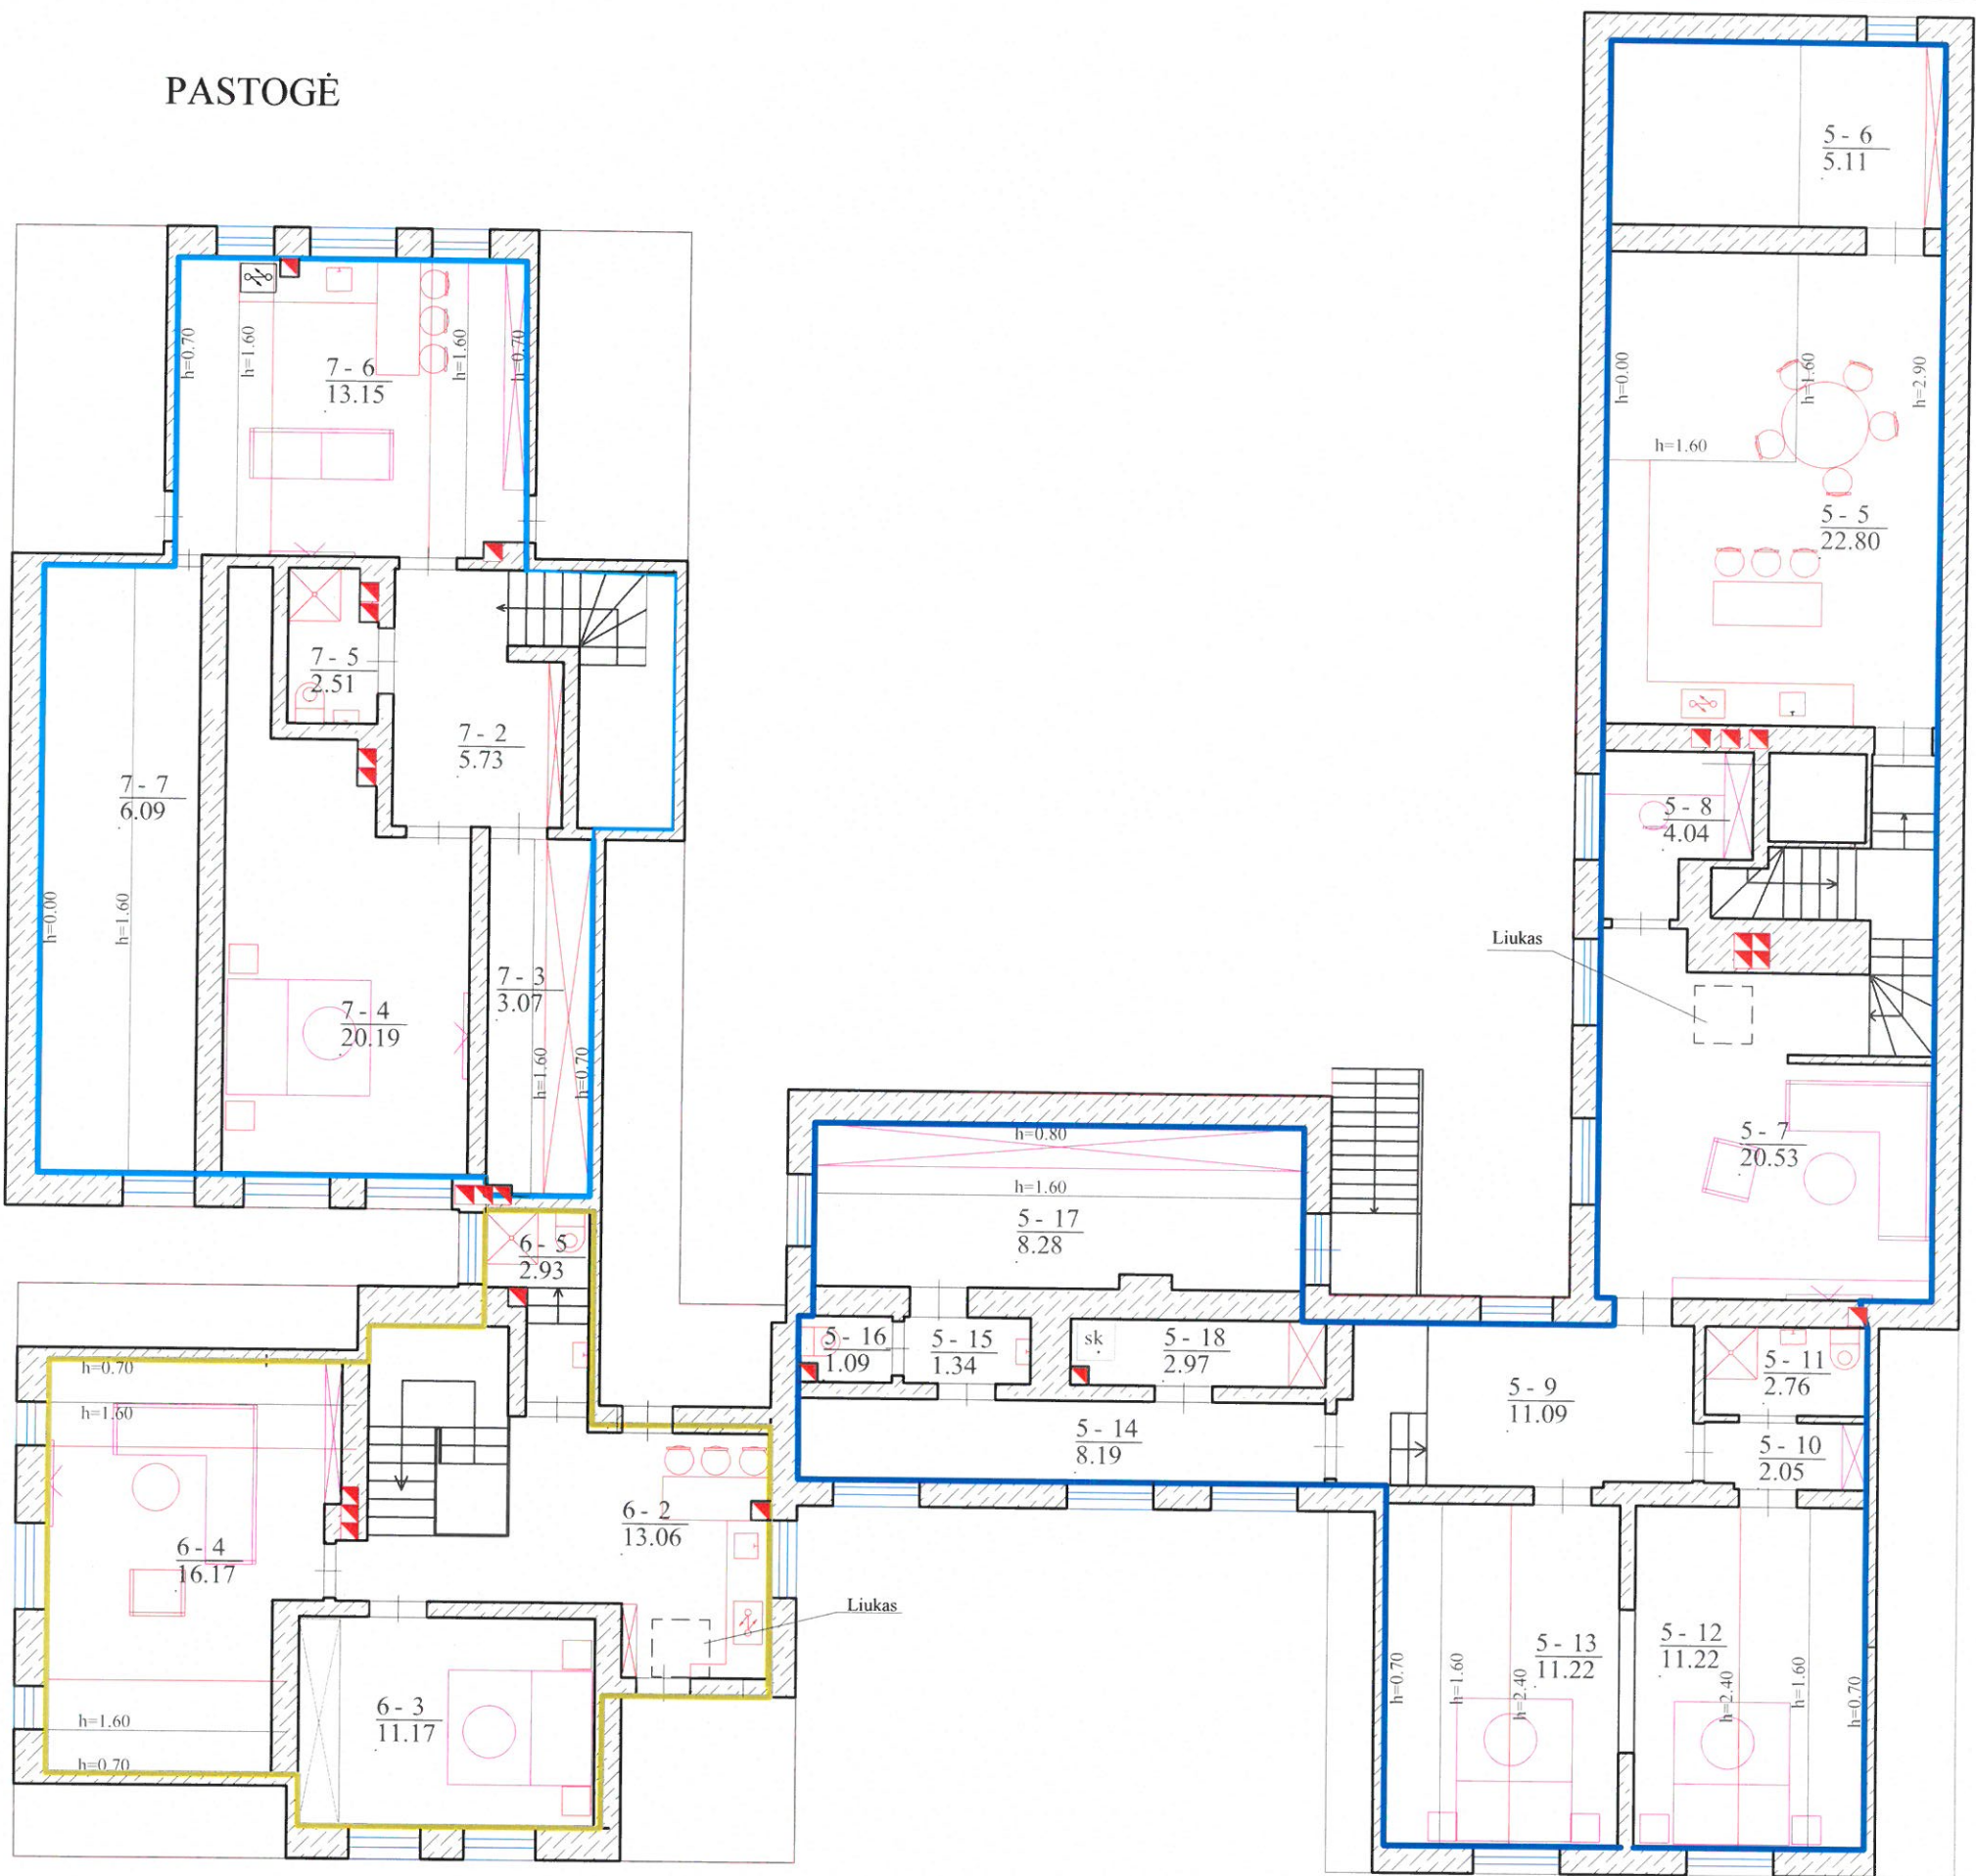 PASTOGĖ
5 - 6
5.11
h=0.70
h=1.60
7 - 6
13.15
h=1.60
h=0.70
h=0.00
h=1.60
h=2.90
h=1.60
5 - 5
22.80
7 - 5
2.51
7 - 2
5.73
7 - 7
6.09
h=0.00
h=1.60
5 - 8
4.04
Liukas
7 - 3
3.07
7 - 4
20.19
h=1.60
h=0.70
5 - 7
20.53
h=0.80
h=1.60
5 - 17
8.28
6 - 5
2.93
5 - 16
1.09
5 - 15
1.34
sk
5 - 18
2.97
5 - 11
2.76
5 - 9
11.09
5 - 10
2.05
5 - 14
8.19
h=0.70
h=1.60
6 - 2
13.06
6 - 4
16.17
Liukas
5 - 13
11.22
5 - 12
11.22
h=0.70
h=1.60
h=2.40
h=2.40
h=1.60
h=0.70
6 - 3
11.17
h=1.60
h=0.70